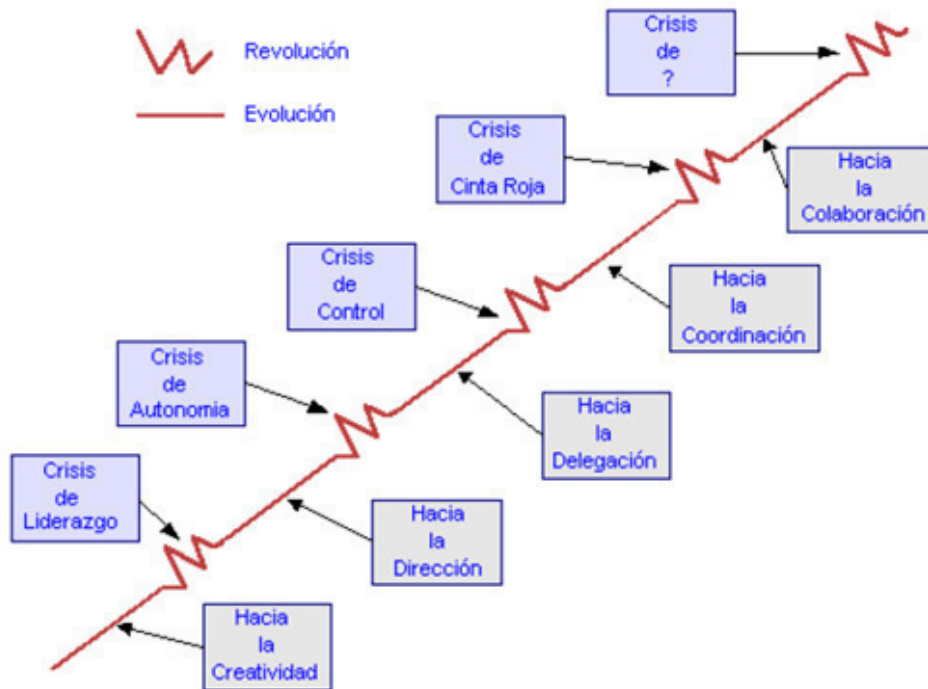 Revolución
Evolución
Crisis
de
?
Crisis
de
Cinta Roja
Hacia
la
Colaboración
Crisis
de
Control
Hacia
la
Coordinación
Crisis
de
Autonomia
Hacia
la
Delegación
Crisis
de
Liderazgo
Hacia
la
Dirección
Hacia
la
Creatividad